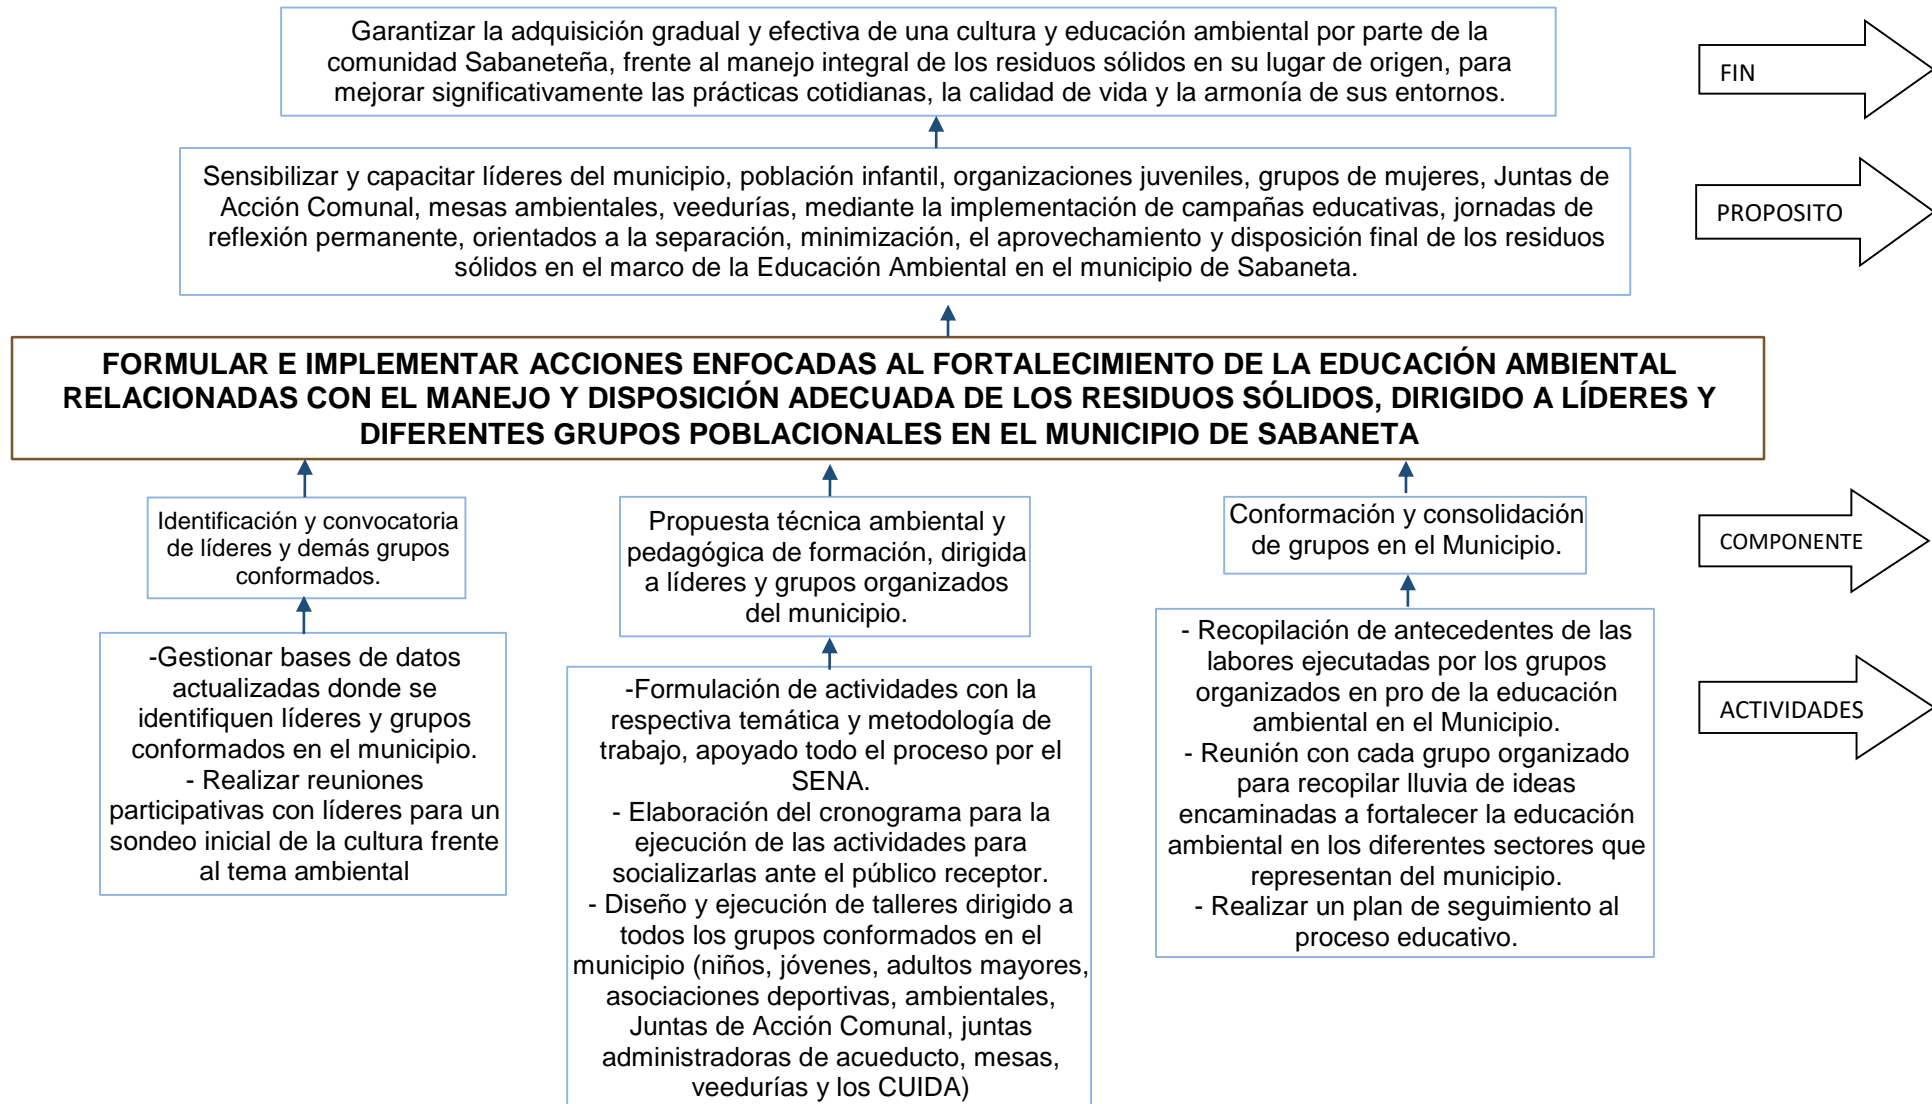 Garantizar la adquisición gradual y efectiva de una cultura y educación ambiental por parte de la
comunidad Sabaneteña, frente al manejo integral de los residuos sólidos en su lugar de origen, para
mejorar significativamente las prácticas cotidianas, la calidad de vida y la armonía de sus entornos.
FIN
Sensibilizar y capacitar líderes del municipio, población infantil, organizaciones juveniles, grupos de mujeres, Juntas de
Acción Comunal, mesas ambientales, veedurías, mediante la implementación de campañas educativas, jornadas de
reflexión permanente, orientados a la separación, minimización, el aprovechamiento y disposición final de los residuos
sólidos en el marco de la Educación Ambiental en el municipio de Sabaneta.
PROPOSITO
FORMULAR E IMPLEMENTAR ACCIONES ENFOCADAS AL FORTALECIMIENTO DE LA EDUCACIÓN AMBIENTAL
RELACIONADAS CON EL MANEJO Y DISPOSICIÓN ADECUADA DE LOS RESIDUOS SÓLIDOS, DIRIGIDO A LÍDERES Y
DIFERENTES GRUPOS POBLACIONALES EN EL MUNICIPIO DE SABANETA
Identificación y convocatoria
de líderes y demás grupos
conformados.
Propuesta técnica ambiental y
pedagógica de formación, dirigida
a líderes y grupos organizados
del municipio.
Conformación y consolidación
de grupos en el Municipio.
COMPONENTE
-Gestionar bases de datos
actualizadas donde se
identifiquen líderes y grupos
conformados en el municipio.
- Realizar reuniones
participativas con líderes para un
sondeo inicial de la cultura frente
al tema ambiental
-Formulación de actividades con la
respectiva temática y metodología de
trabajo, apoyado todo el proceso por el
SENA.
- Elaboración del cronograma para la
ejecución de las actividades para
socializarlas ante el público receptor.
- Diseño y ejecución de talleres dirigido a
todos los grupos conformados en el
municipio (niños, jóvenes, adultos mayores,
asociaciones deportivas, ambientales,
Juntas de Acción Comunal, juntas
administradoras de acueducto, mesas,
veedurías y los CUIDA)
- Recopilación de antecedentes de las
labores ejecutadas por los grupos
organizados en pro de la educación
ambiental en el Municipio.
- Reunión con cada grupo organizado
para recopilar lluvia de ideas
encaminadas a fortalecer la educación
ambiental en los diferentes sectores que
representan del municipio.
- Realizar un plan de seguimiento al
proceso educativo.
ACTIVIDADES